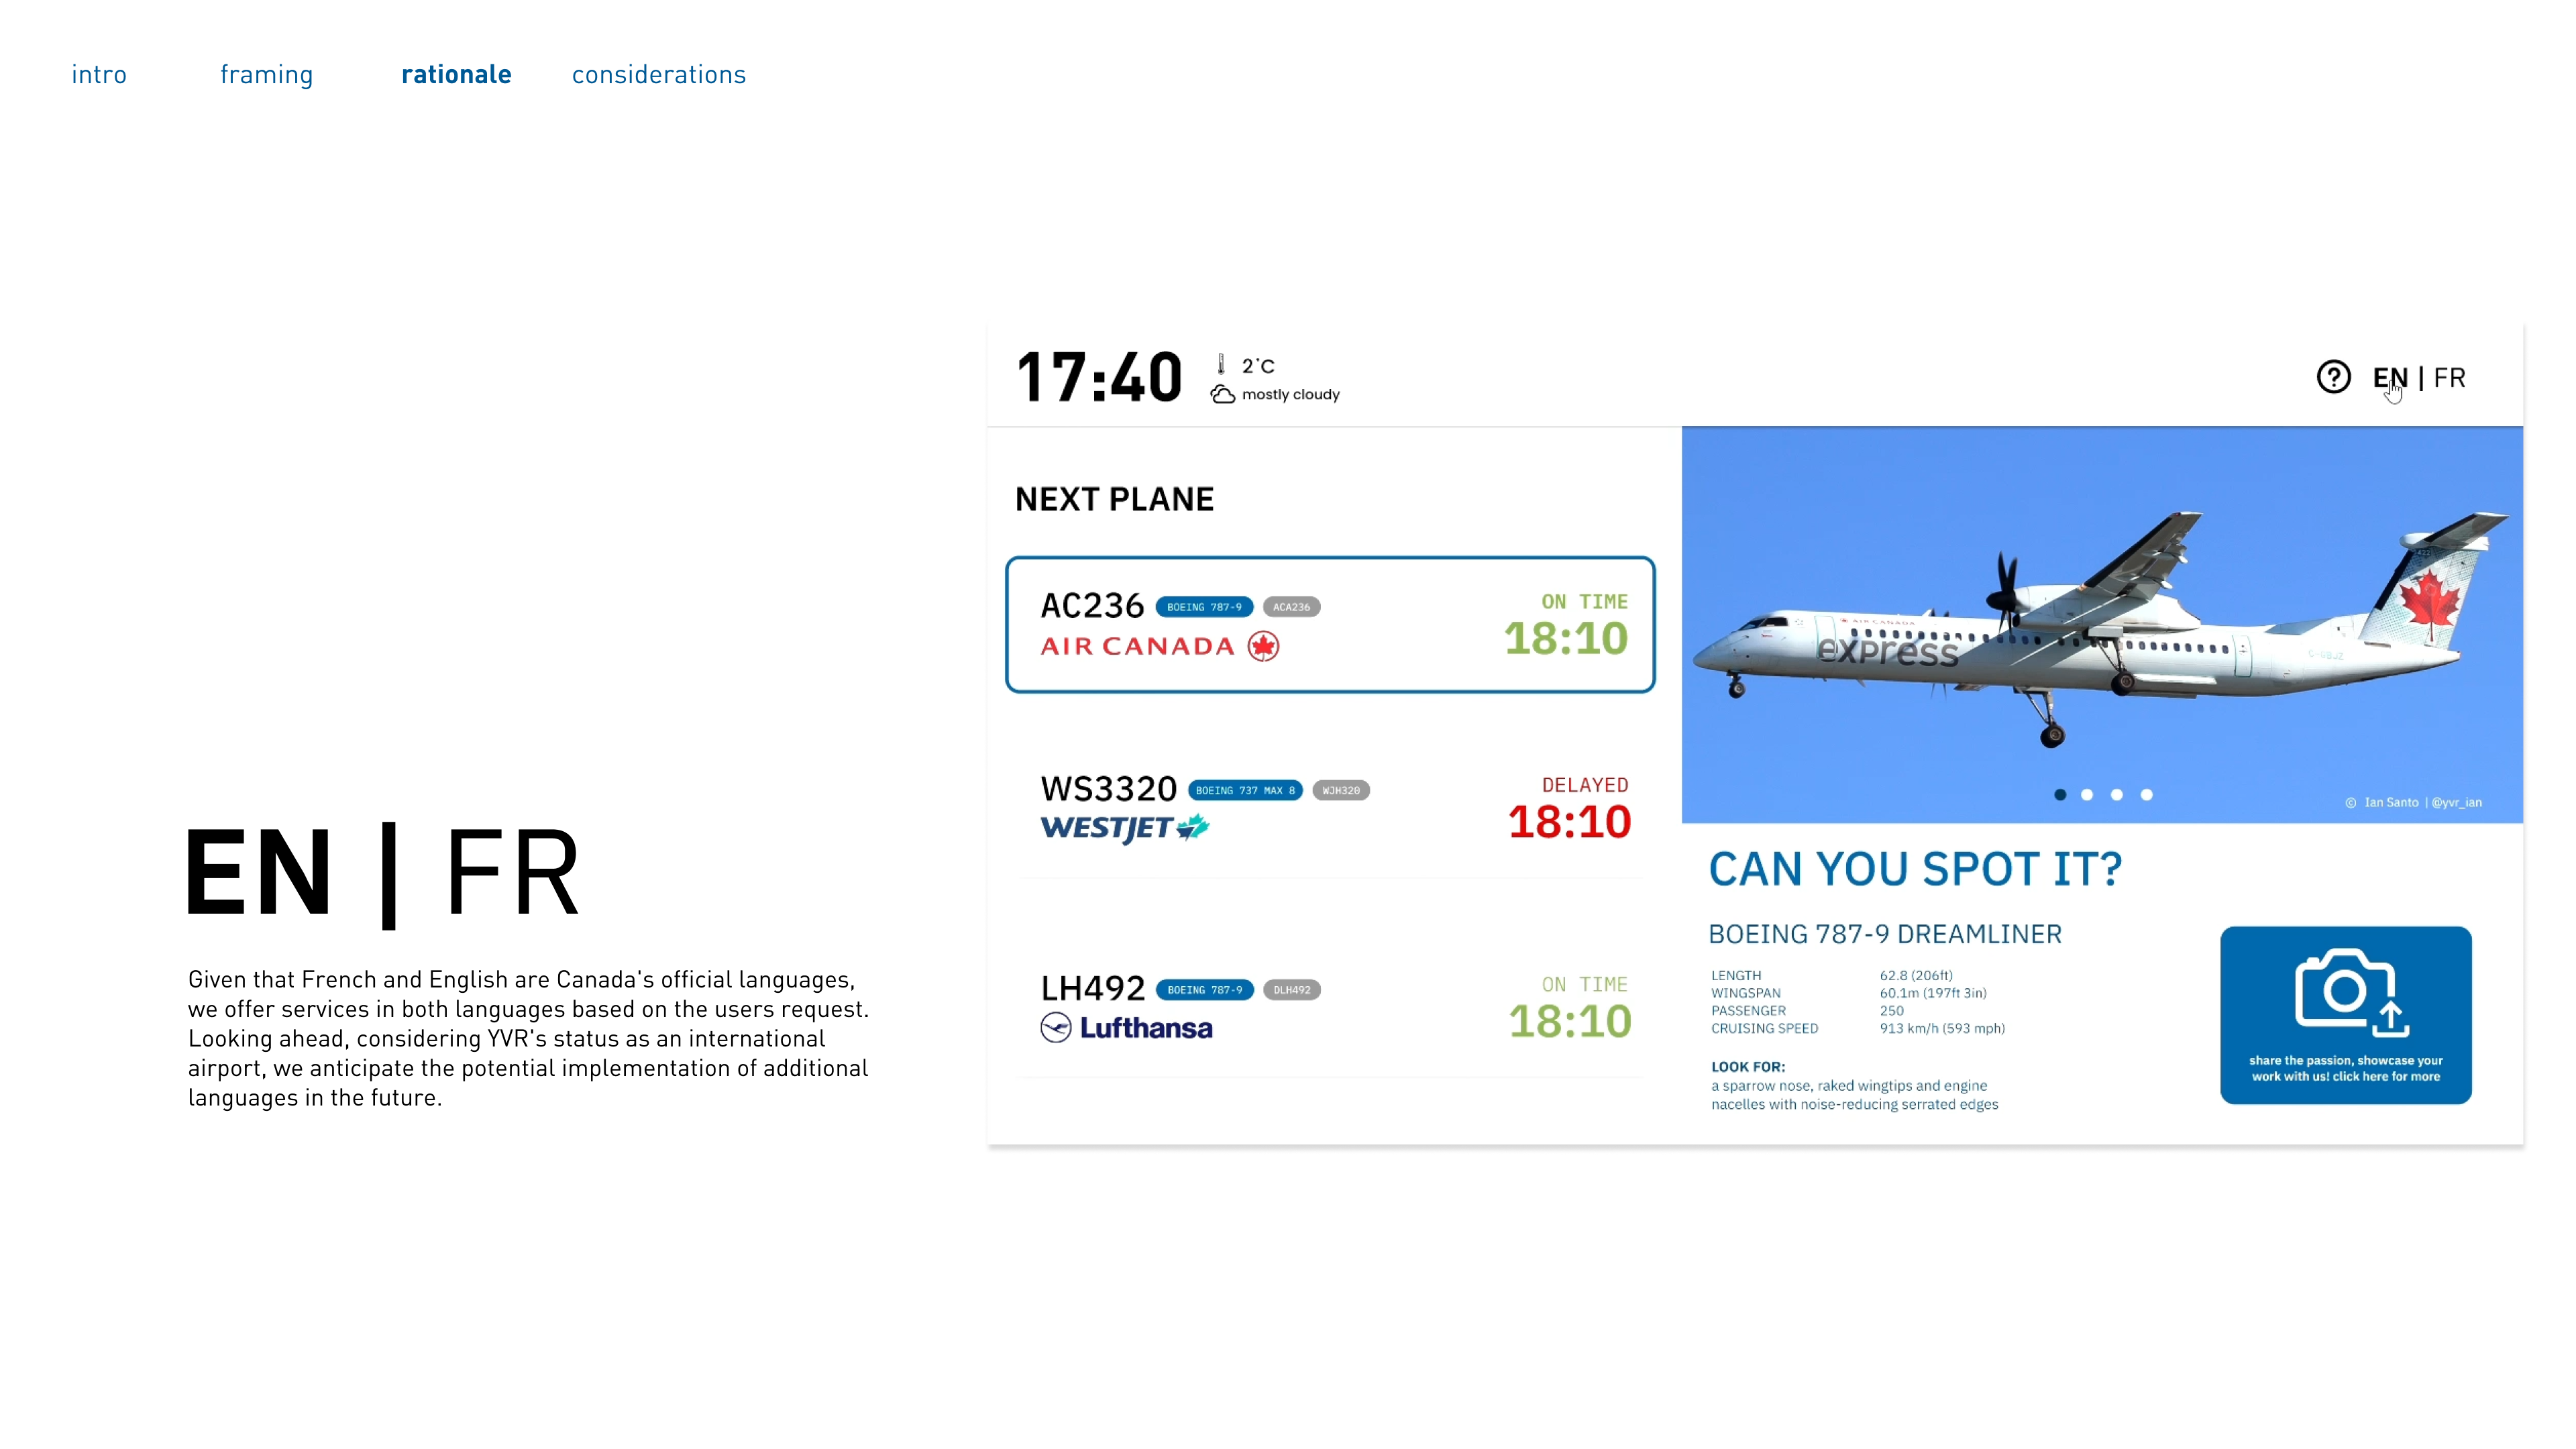 intro framing rationale considerations
17:40
2°C
mostly cloudy
EN | FR
NEXT PLANE
AC236 BOEING 787-9 ACA236
AIR CANADA
ON TIME
18:10
WS3320 BOEING 737 MAX 8 WJH320
WESTJET
DELAYED
18:10
LH492 BOEING 787-9 DLH492
Lufthansa
ON TIME
18:10
AIR CANADA
express
© Ian Santo | @yvr_ian
CAN YOU SPOT IT?
BOEING 787-9 DREAMLINER
LENGTH 62.8 (206ft)
WINGSPAN 60.1m (197ft 3in)
PASSENGER 250
CRUISING SPEED 913 km/h (593 mph)
LOOK FOR:
a sparrow nose, raked wingtips and engine
nacelles with noise-reducing serrated edges
share the passion, showcase your
work with us! click here for more
EN | FR
Given that French and English are Canada's official languages,
we offer services in both languages based on the users request.
Looking ahead, considering YVR's status as an international
airport, we anticipate the potential implementation of additional
languages in the future.